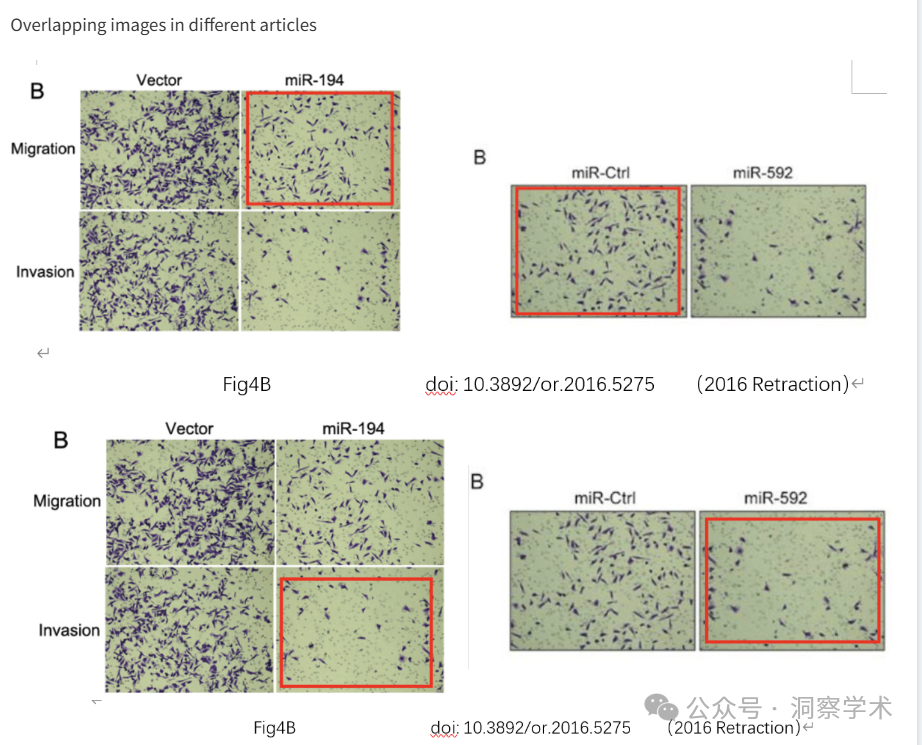 Overlapping images in different articles
B
Vector miR-194
Migration
Invasion
B
miR-Ctrl miR-592
Fig4B doi: 10.3892/or.2016.5275 (2016 Retraction)
B
Vector miR-194
Migration
Invasion
B
miR-Ctrl miR-592
公众号 · 洞察学术
Fig4B doi: 10.3892/or.2016.5275 (2016 Retraction)